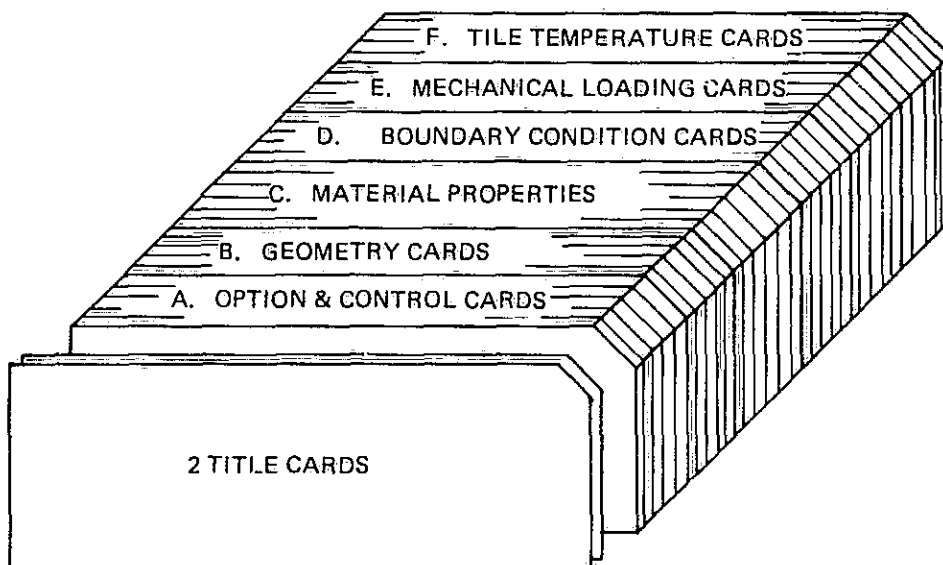 F. TILE TEMPERATURE CARDS
E. MECHANICAL LOADING CARDS
D. BOUNDARY CONDITION CARDS
C. MATERIAL PROPERTIES
B. GEOMETRY CARDS
A. OPTION & CONTROL CARDS
2 TITLE CARDS